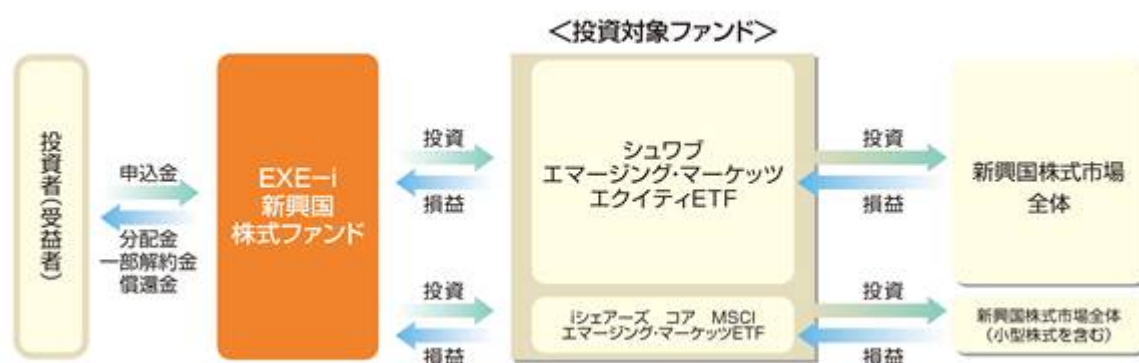 ＜投資対象ファンド＞
投資者（受益者）
申込金
分配金
一部解約金
償還金
EXE－i
新興国
株式ファンド
投資
損益
シュワブ
エマージング・マーケッツ
エクイティETF
投資
損益
新興国株式市場
全体
投資
損益
iシェアーズ　コア　MSCI
エマージング・マーケッツETF
投資
損益
新興国株式市場全体
（小型株式を含む）